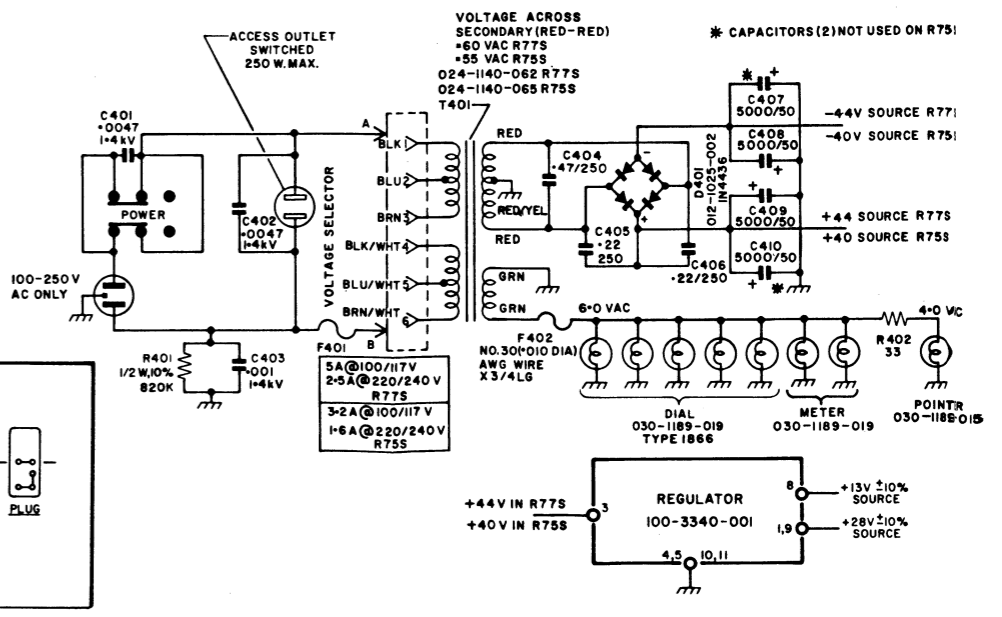 VOLTAGE ACROSS
SECONDARY (RED-RED)
=60 VAC R77S
=55 VAC R75S
024-1140-062 R77S
024-1140-065 R75S
T401
ACCESS OUTLET
SWITCHED
250 W. MAX.
* CAPACITORS (2) NOT USED ON R751
C401
.0047
1.4kV
POWER
100-250 V
AC ONLY
C402
.0047
1.4kV
VOLTAGE SELECTOR
A
BLK 1
BLU 2
BRN 3
BLK/WHT 4
BLU/WHT 5
BRN/WHT
6
B
RED
RED/YEL
RED
GRN
GRN
C404
.47/250
C405
.22
250
C406
.22/250
-
+
D401
012-1025-002
IN4436
* +
C407
5000/50
C408
5000/50
+
+
C409
5000/50
C410
5000/50
+ *
-44V SOURCE R771
-40V SOURCE R751
+44 SOURCE R77S
+40 SOURCE R75S
R401
1/2 W, 10%
820K
C403
.001
1.4kV
F401
5A@100/117V
2.5A@220/240V
R77S
3.2A@100/117V
1.6A@220/240V
R75S
F402
NO.30(.010 DIA)
AWG WIRE
X 3/4LG
6.0 VAC
R402
33
DIAL
030-1189-019
TYPE 1866
METER
030-1189-019
POINTR
030-1189-015
PLUG
+44V IN R77S
+40V IN R75S
3
REGULATOR
100-3340-001
8
+13V ±10%
SOURCE
1,9
+28V ±10%
SOURCE
4,5
10,11